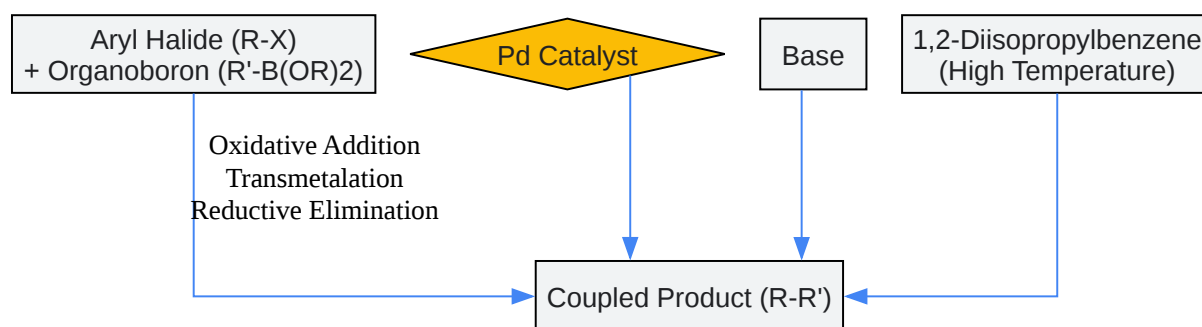 Aryl Halide (R-X)
+ Organoboron (R'-B(OR)2)
Pd Catalyst
Base
1,2-Diisopropylbenzene
(High Temperature)
Oxidative Addition
Transmetalation
Reductive Elimination
Coupled Product (R-R')